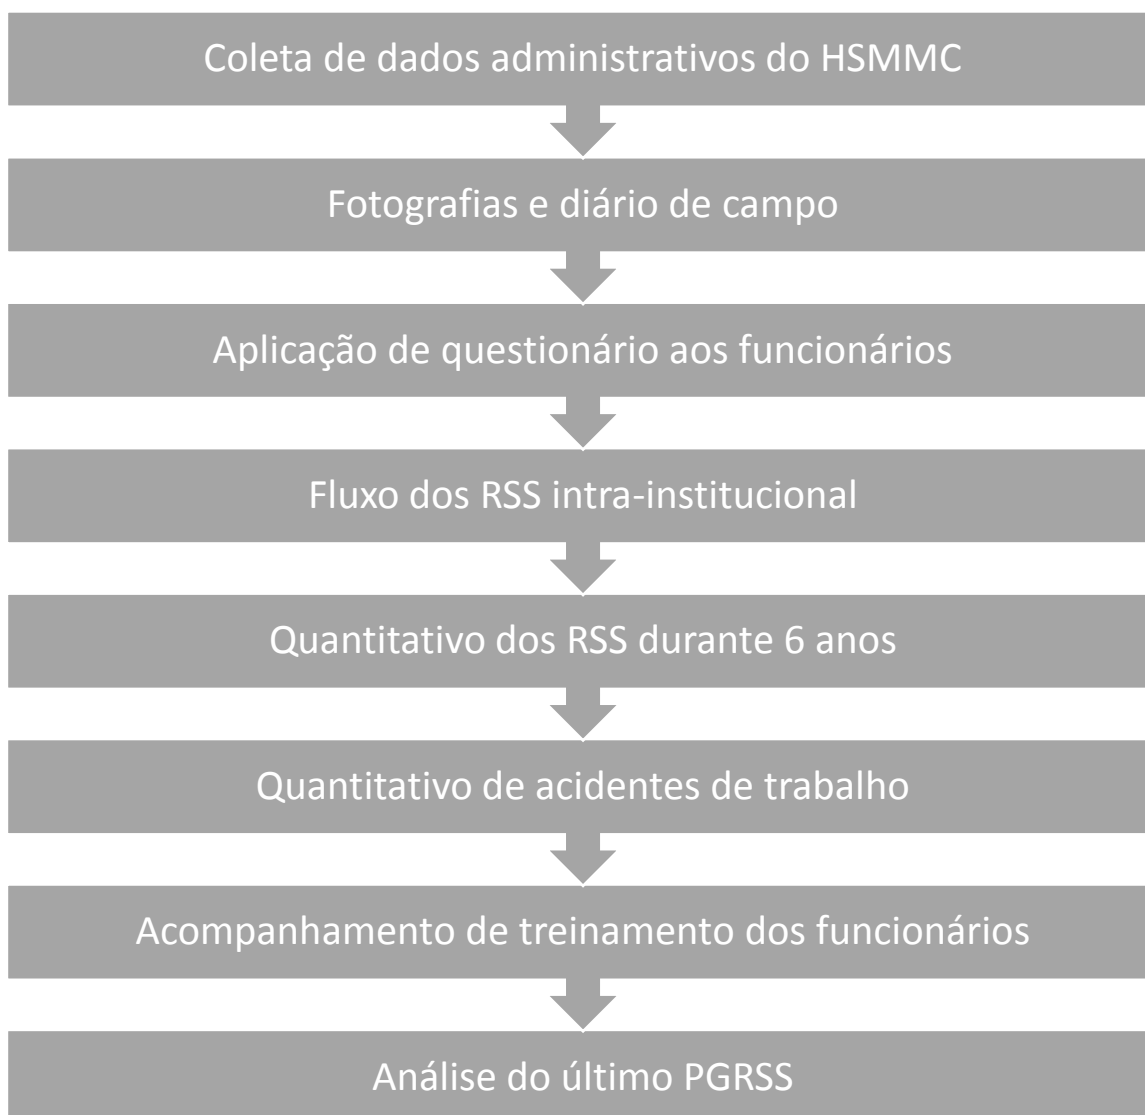 Coleta de dados administrativos do HSMMC
Fotografias e diário de campo
Aplicação de questionário aos funcionários
Fluxo dos RSS intra-institucional
Quantitativo dos RSS durante 6 anos
Quantitativo de acidentes de trabalho
Acompanhamento de treinamento dos funcionários
Análise do último PGRSS